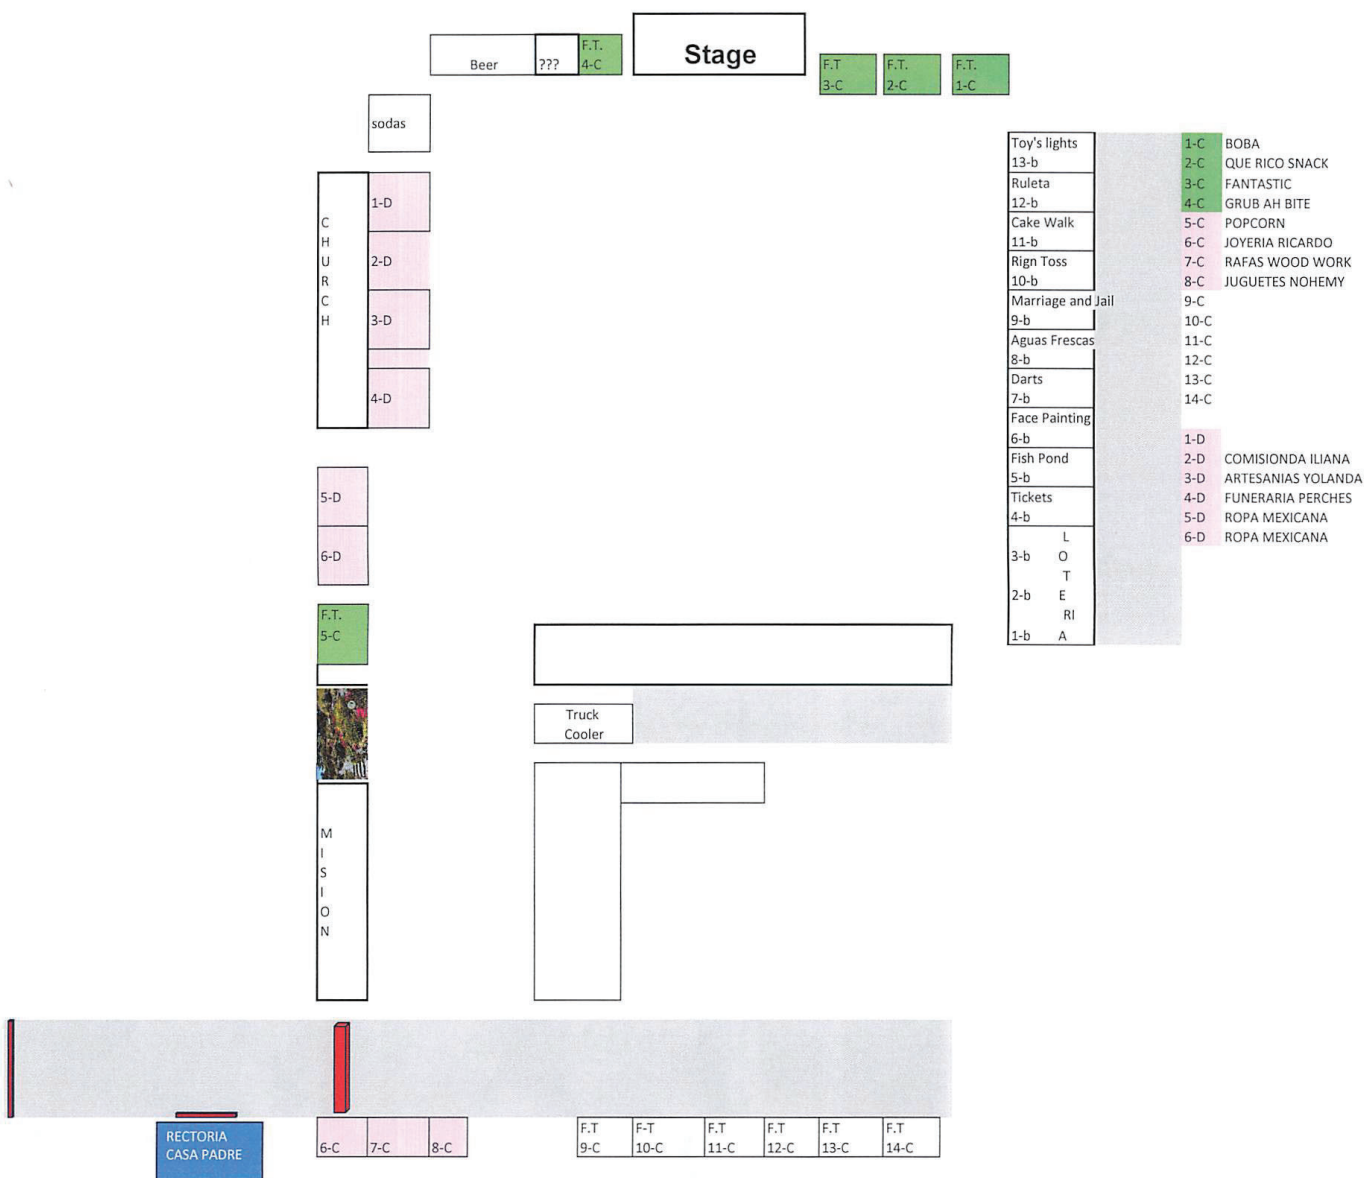 Stage
Beer
???
F.T.
4-C
F.T
3-C
F.T.
2-C
F.T.
1-C
sodas
CHURCH
1-D
2-D
3-D
4-D
5-D
6-D
F.T.
5-C
MISION
Truck
Cooler
Toy's lights
13-b
Ruleta
12-b
Cake Walk
11-b
Rign Toss
10-b
Marriage and Jail
9-b
Aguas Frescas
8-b
Darts
7-b
Face Painting
6-b
Fish Pond
5-b
Tickets
4-b
LOTERIA
3-b
2-b
1-b
1-C BOBA
2-C QUE RICO SNACK
3-C FANTASTIC
4-C GRUB AH BITE
5-C POPCORN
6-C JOYERIA RICARDO
7-C RAFAS WOOD WORK
8-C JUGUETES NOHEMY
9-C
10-C
11-C
12-C
13-C
14-C
1-D
2-D COMISIONDA ILIANA
3-D ARTESANIAS YOLANDA
4-D FUNERARIA PERCHES
5-D ROPA MEXICANA
6-D ROPA MEXICANA
RECTORIA
CASA PADRE
6-C
7-C
8-C
F.T
9-C
F-T
10-C
F.T
11-C
F.T
12-C
F.T
13-C
F.T
14-C